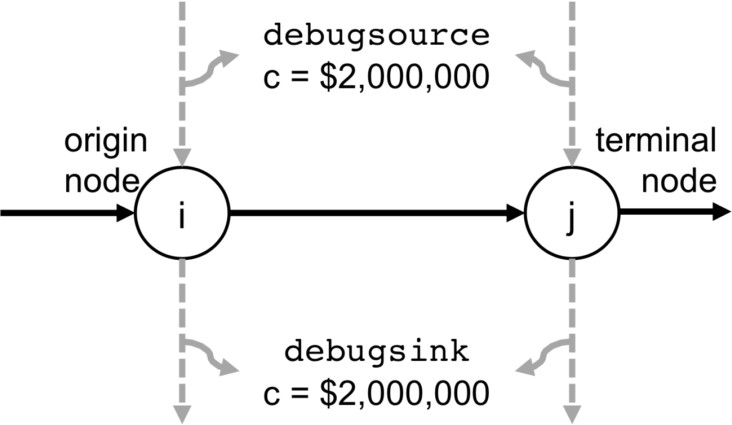 debugsource
c = $2,000,000
origin
node
terminal
node
i
j
debugsink
c = $2,000,000